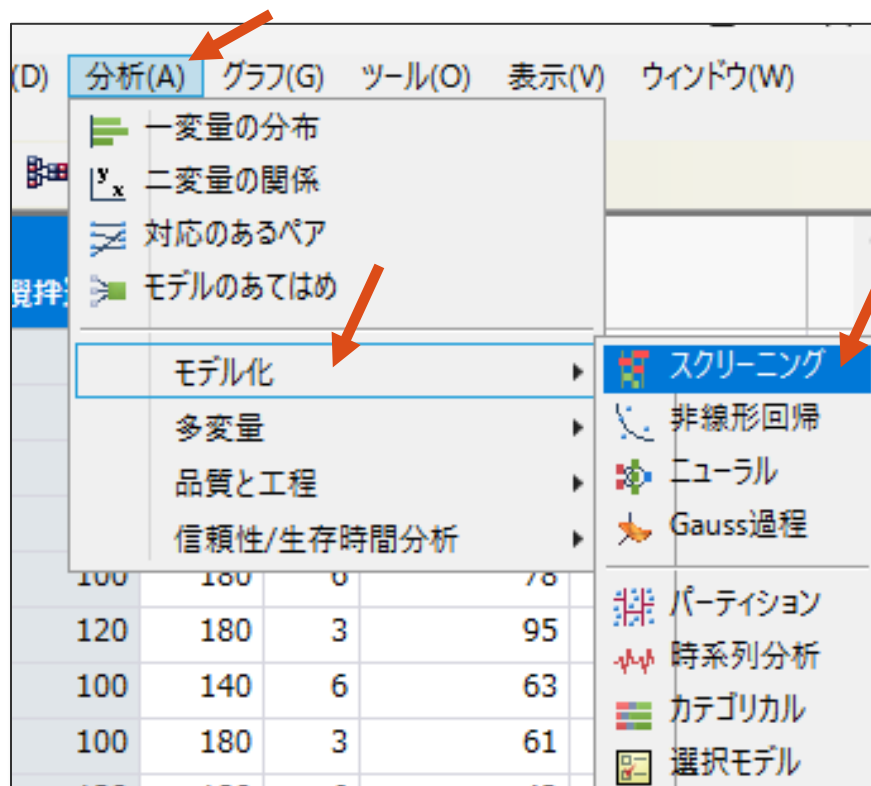 (D) 分析(A) グラフ(G) ツール(O) 表示(V) ウィンドウ(W)
一変量の分布
y x 二変量の関係
対応のあるペア
モデルのあてはめ
攪拌
モデル化
多変量
品質と工程
信頼性/生存時間分析
スクリーニング
非線形回帰
ニューラル
Gauss過程
パーティション
時系列分析
カテゴリカル
選択モデル
100 180 6 78
120 180 3 95
100 140 6 63
100 180 3 61